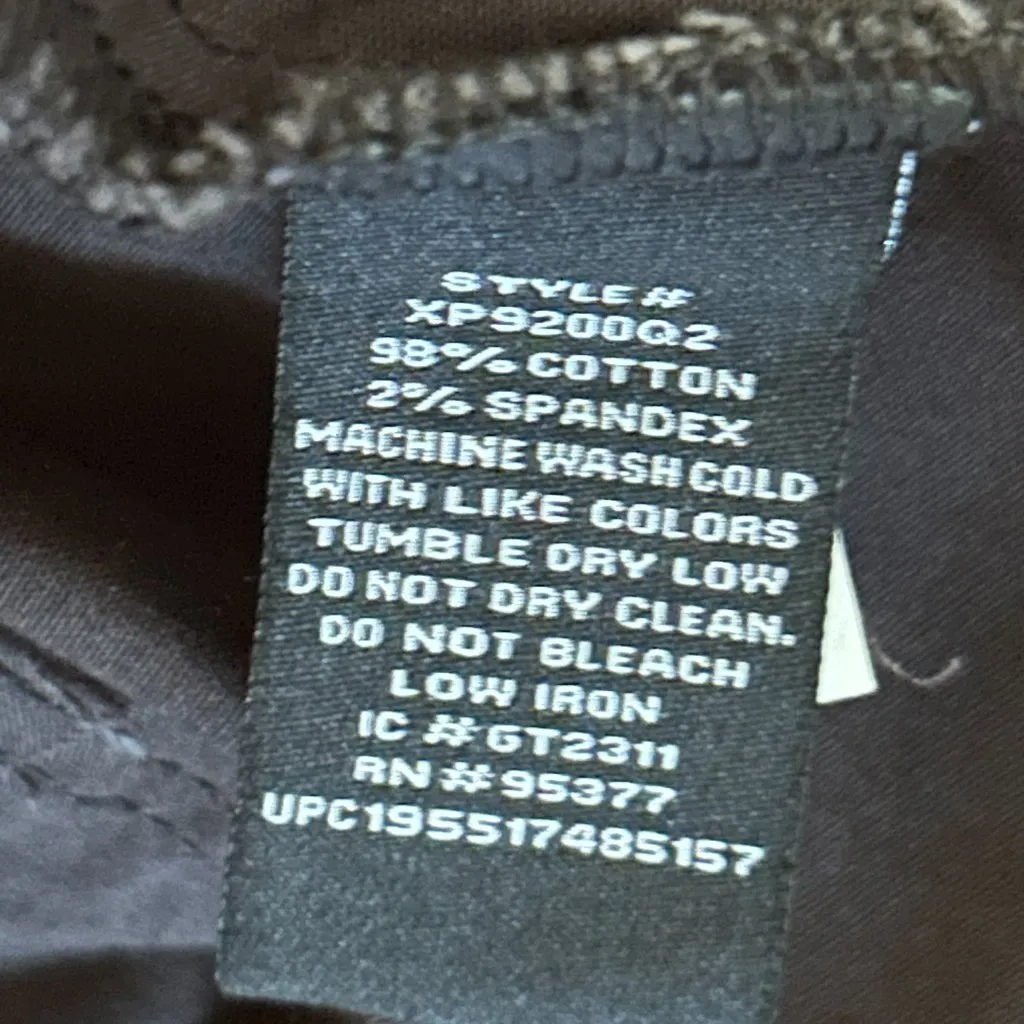 STYLE #
XP9200Q2
98% COTTON
2% SPANDEX
MACHINE WASH COLD
WITH LIKE COLORS
TUMBLE DRY LOW
DO NOT DRY CLEAN.
DO NOT BLEACH
LOW IRON
IC #GT2311
RN #95377
UPC195517485157